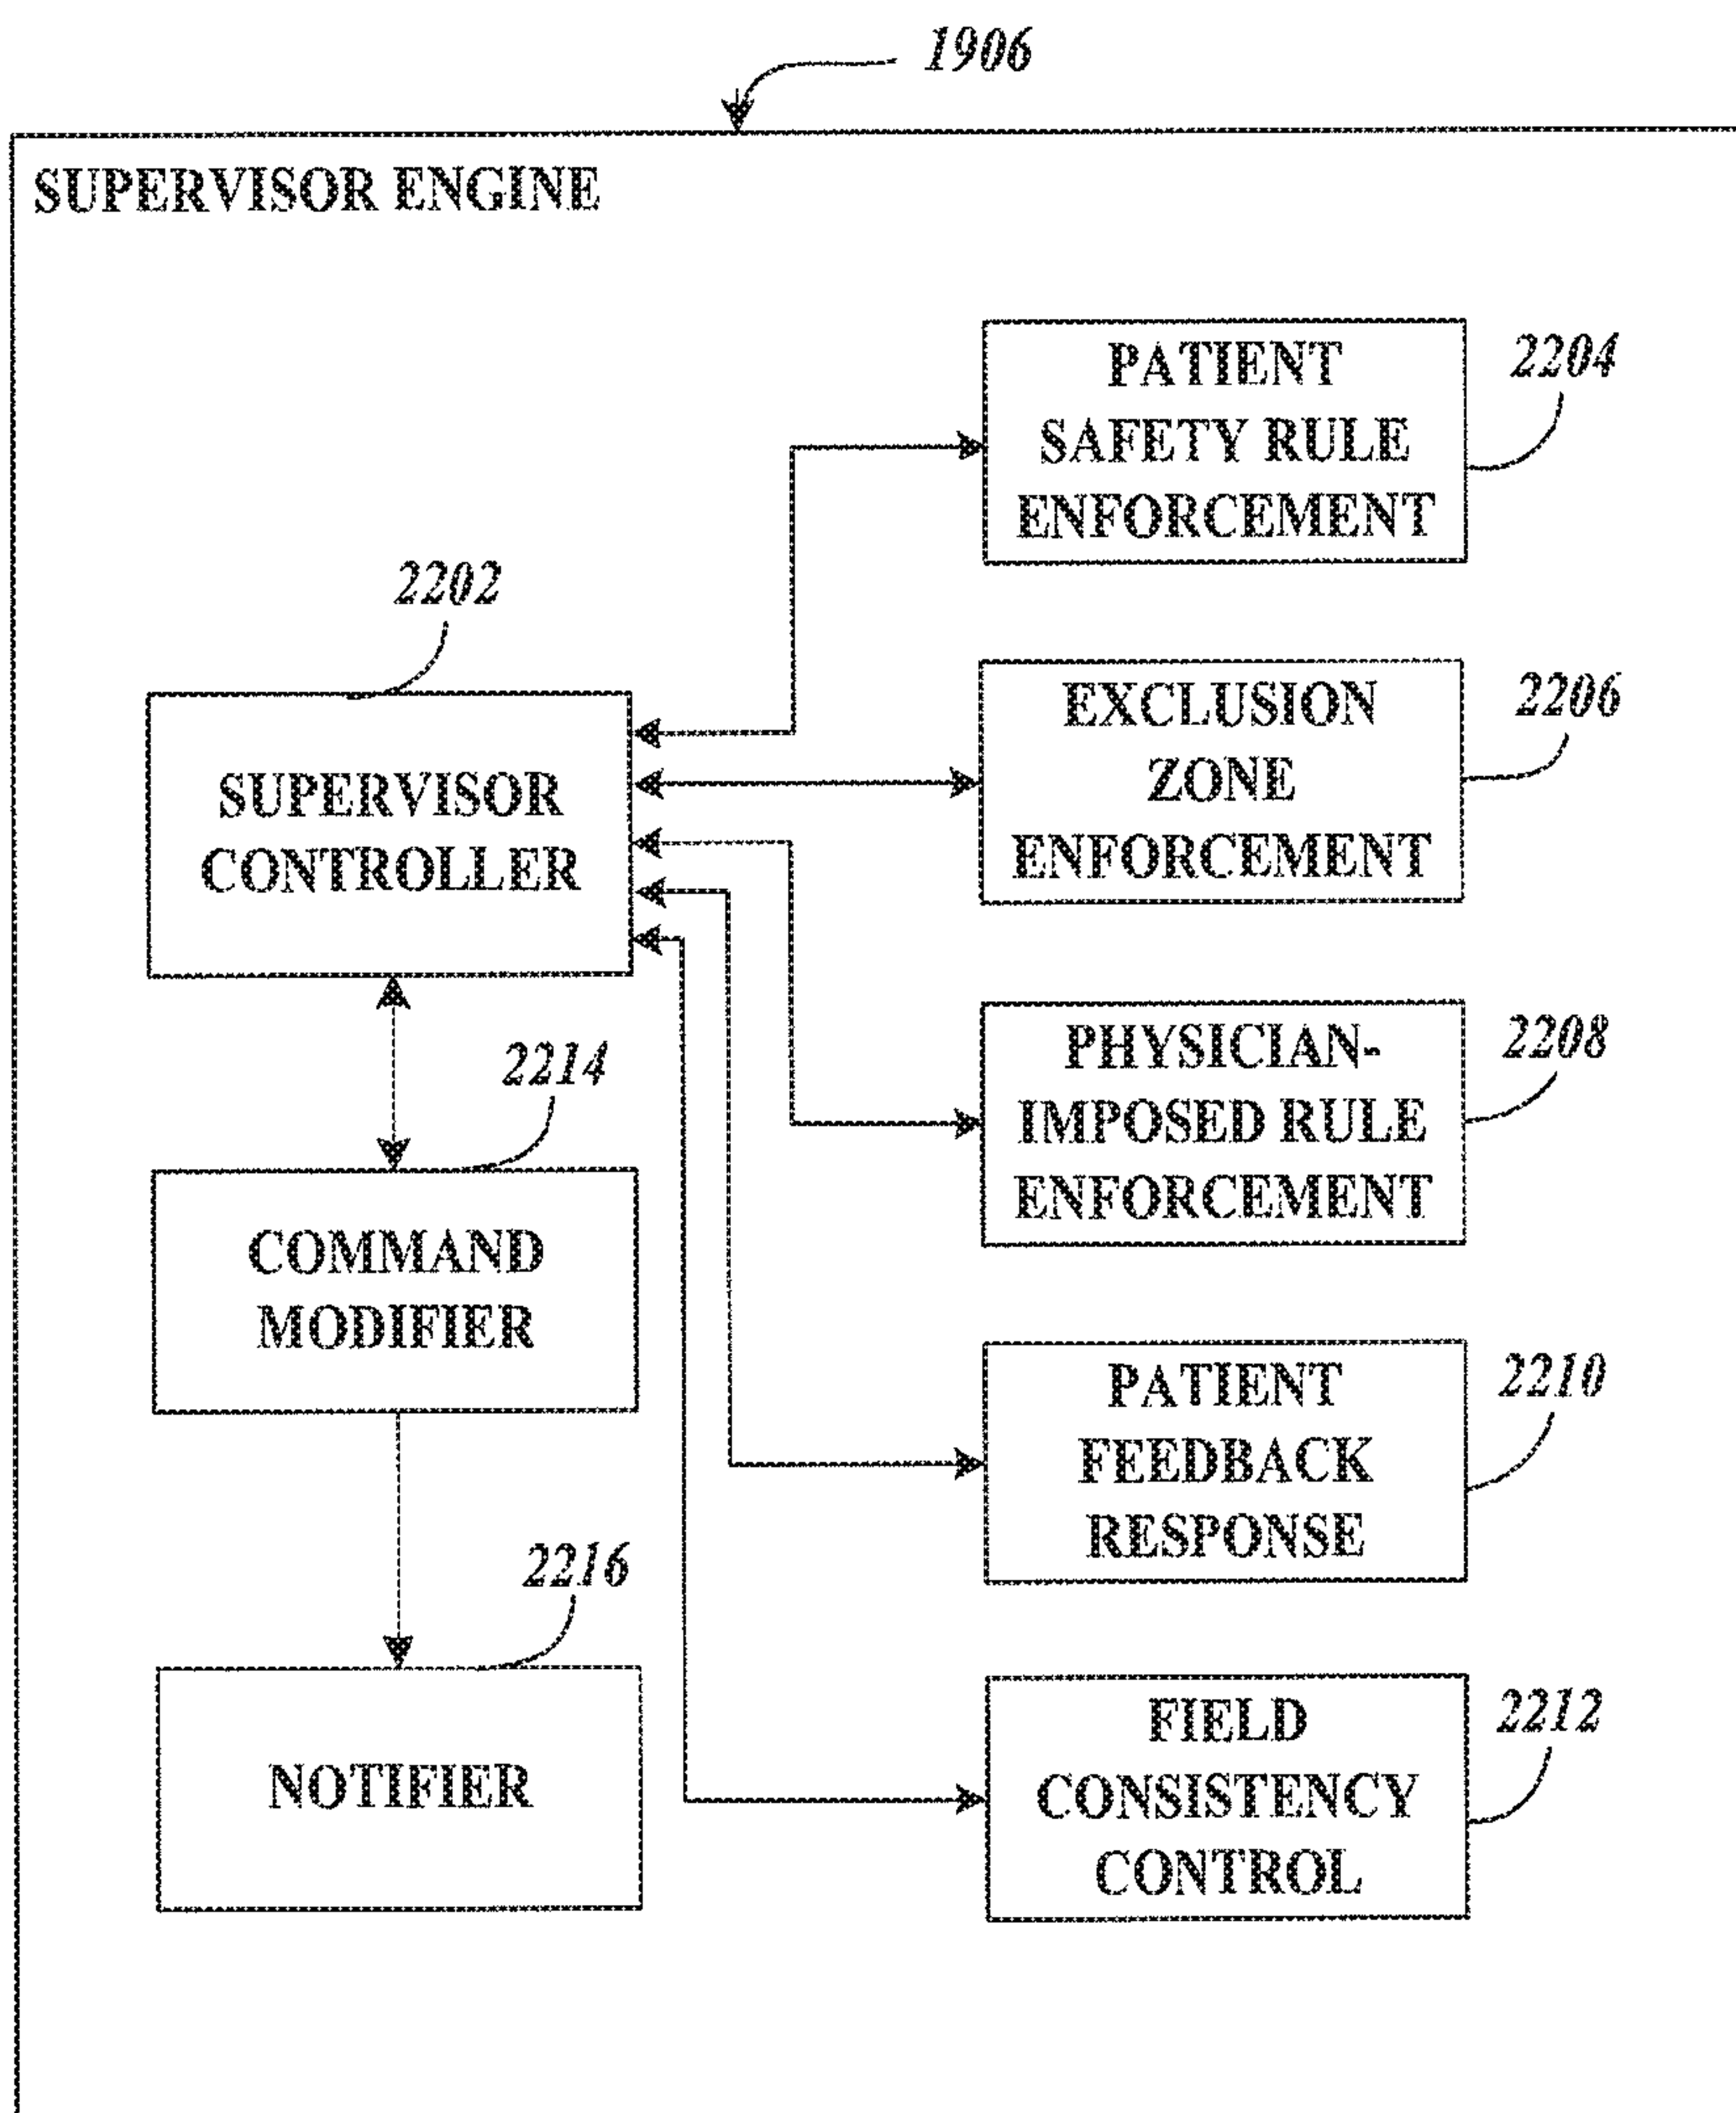 1906
SUPERVISOR ENGINE
PATIENT
SAFETY RULE
ENFORCEMENT
2204
2202
SUPERVISOR
CONTROLLER
EXCLUSION
ZONE
ENFORCEMENT
2206
PHYSICIAN-
IMPOSED RULE
ENFORCEMENT
2208
2214
COMMAND
MODIFIER
PATIENT
FEEDBACK
RESPONSE
2210
2216
NOTIFIER
FIELD
CONSISTENCY
CONTROL
2212